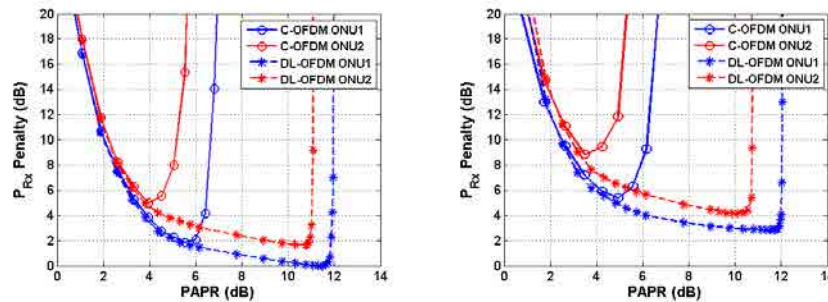 20
18
16
14
12
10
8
6
4
2
0
P_Rx Penalty (dB)
C-OFDM ONU1
C-OFDM ONU2
DL-OFDM ONU1
DL-OFDM ONU2
0 2 4 6 8 10 12 14
PAPR (dB)
20
18
16
14
12
10
8
6
4
2
0
P_Rx Penalty (dB)
C-OFDM ONU1
C-OFDM ONU2
DL-OFDM ONU1
DL-OFDM ONU2
0 2 4 6 8 10 12 14
PAPR (dB)